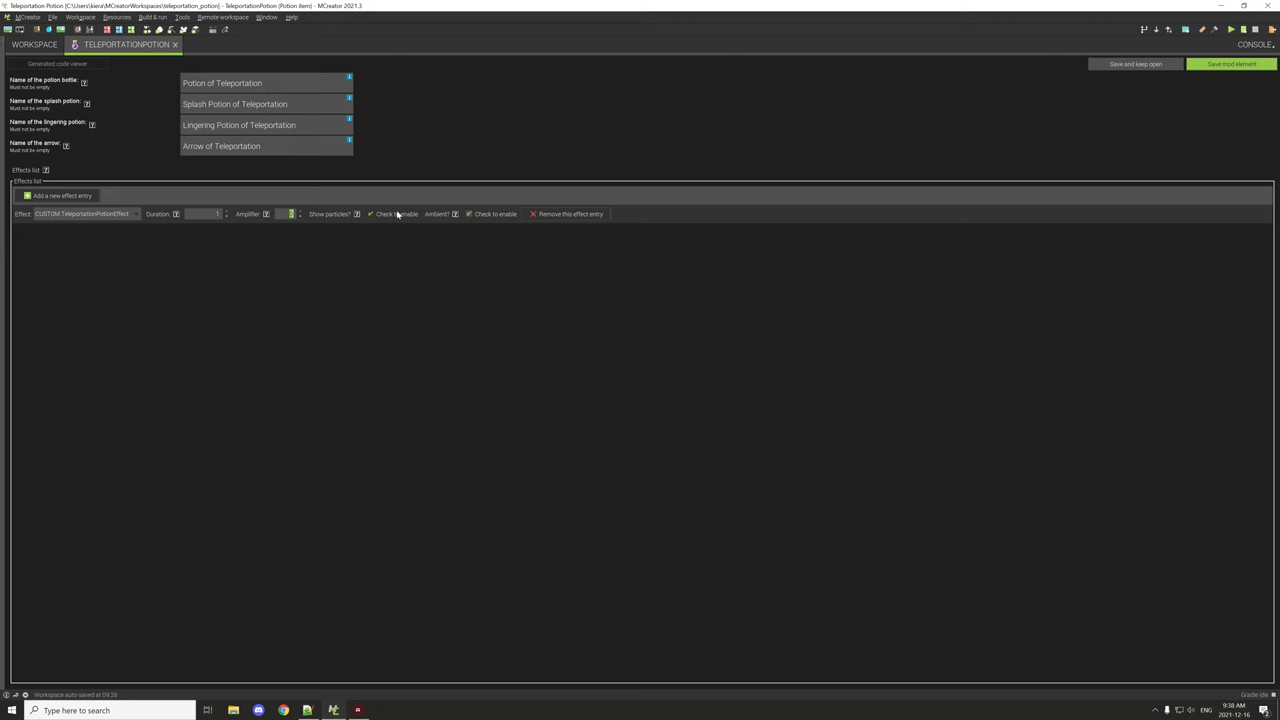 Teleportation Potion [C:\Users\kiera\MCreatorWorkspaces\teleportation_potion] - TeleportationPotion (Potion item) - MCreator 2021.3
MCreator File Workspace Resources Build & run Tools Remote workspace Window Help
WORKSPACE TELEPORTATIONPOTION × CONSOLE
Generated code viewer Save and keep open Save mod element
Name of the potion bottle: ?
Must not be empty
Potion of Teleportation
Name of the splash potion: ?
Must not be empty
Splash Potion of Teleportation
Name of the lingering potion: ?
Must not be empty
Lingering Potion of Teleportation
Name of the arrow: ?
Must not be empty
Arrow of Teleportation
Effects list ?
Effects list
Add a new effect entry
Effect: CUSTOM:TeleportationPotionEffect Duration: ? 1 Amplifier: ? Show particles? ? Check to enable Ambient? ? Check to enable Remove this effect entry
Workspace auto-saved at 09:26 Gradle idle
Type here to search ENG 9:38 AM
2021-12-16